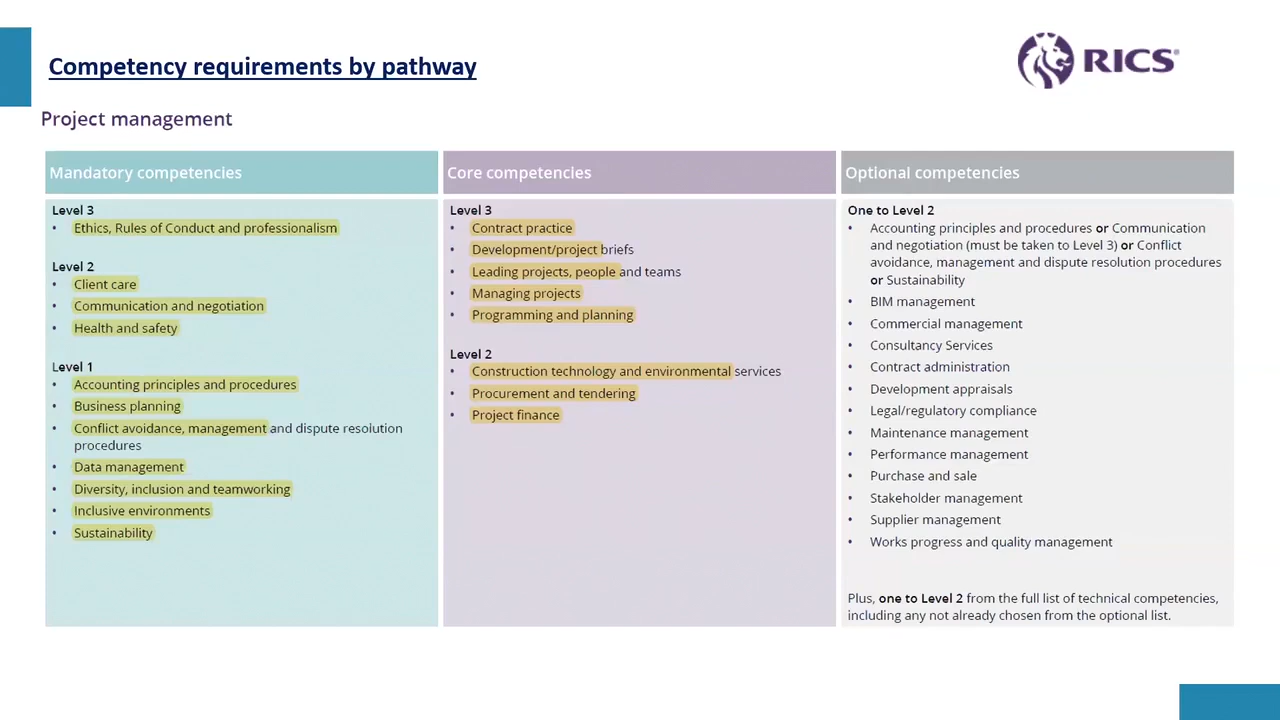 Competency requirements by pathway
RICS
Project management
Mandatory competencies
Level 3
• Ethics, Rules of Conduct and professionalism
Level 2
• Client care
• Communication and negotiation
• Health and safety
Level 1
• Accounting principles and procedures
• Business planning
• Conflict avoidance, management and dispute resolution
procedures
• Data management
• Diversity, inclusion and teamworking
• Inclusive environments
• Sustainability
Core competencies
Level 3
• Contract practice
• Development/project briefs
• Leading projects, people and teams
• Managing projects
• Programming and planning
Level 2
• Construction technology and environmental services
• Procurement and tendering
• Project finance
Optional competencies
One to Level 2
• Accounting principles and procedures or Communication
and negotiation (must be taken to Level 3) or Conflict
avoidance, management and dispute resolution procedures
or Sustainability
• BIM management
• Commercial management
• Consultancy Services
• Contract administration
• Development appraisals
• Legal/regulatory compliance
• Maintenance management
• Performance management
• Purchase and sale
• Stakeholder management
• Supplier management
• Works progress and quality management
Plus, one to Level 2 from the full list of technical competencies,
including any not already chosen from the optional list.